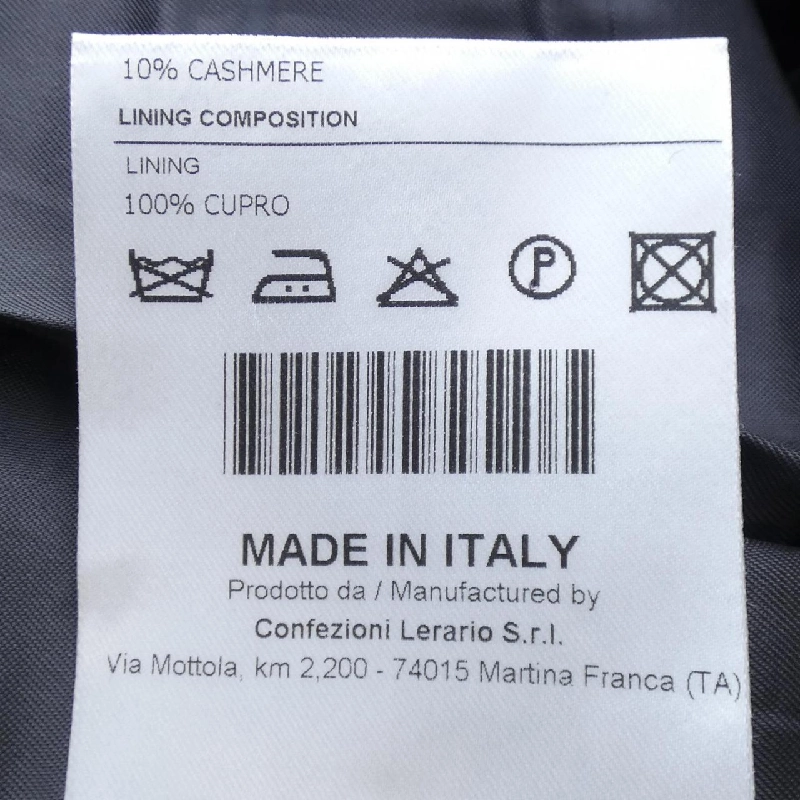 10% CASHMERE
LINING COMPOSITION
LINING
100% CUPRO
P
MADE IN ITALY
Prodotto da / Manufactured by
Confezioni Lerario S.r.l.
Via Mottola, km 2,200 - 74015 Martina Franca (TA)